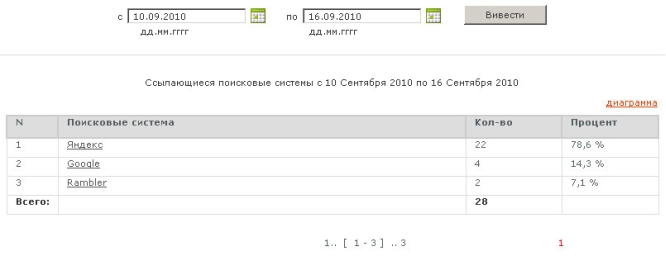 с 10.09.2010 по 16.09.2010 Вивести
дд.мм.гггг дд.мм.гггг
Ссылающиеся поисковые системы с 10 Сентября 2010 по 16 Сентября 2010
диаграмма
N Поисковые система Кол-во Процент
1 Яндекс 22 78,6 %
2 Google 4 14,3 %
3 Rambler 2 7,1 %
Всего: 28
1.. [ 1 - 3 ] .. 3 1